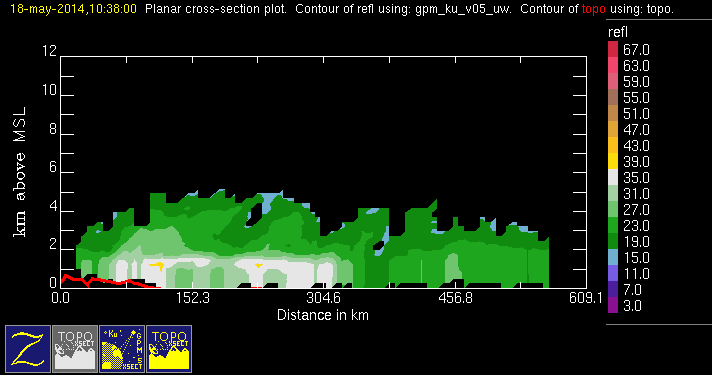 18-may-2014,10:38:00 Planar cross-section plot. Contour of refl using: gpm_ku_v05_uw. Contour of topo using: topo.
refl
67.0
63.0
59.0
55.0
51.0
47.0
43.0
39.0
35.0
31.0
27.0
23.0
19.0
15.0
11.0
7.0
3.0
km above MSL
12
10
8
6
4
2
0
0.0 152.3 304.6 456.8 609.1
Distance in km
Z
TOPO
XSECT
"Ku"
GPM
XSECT
TOPO
XSECT